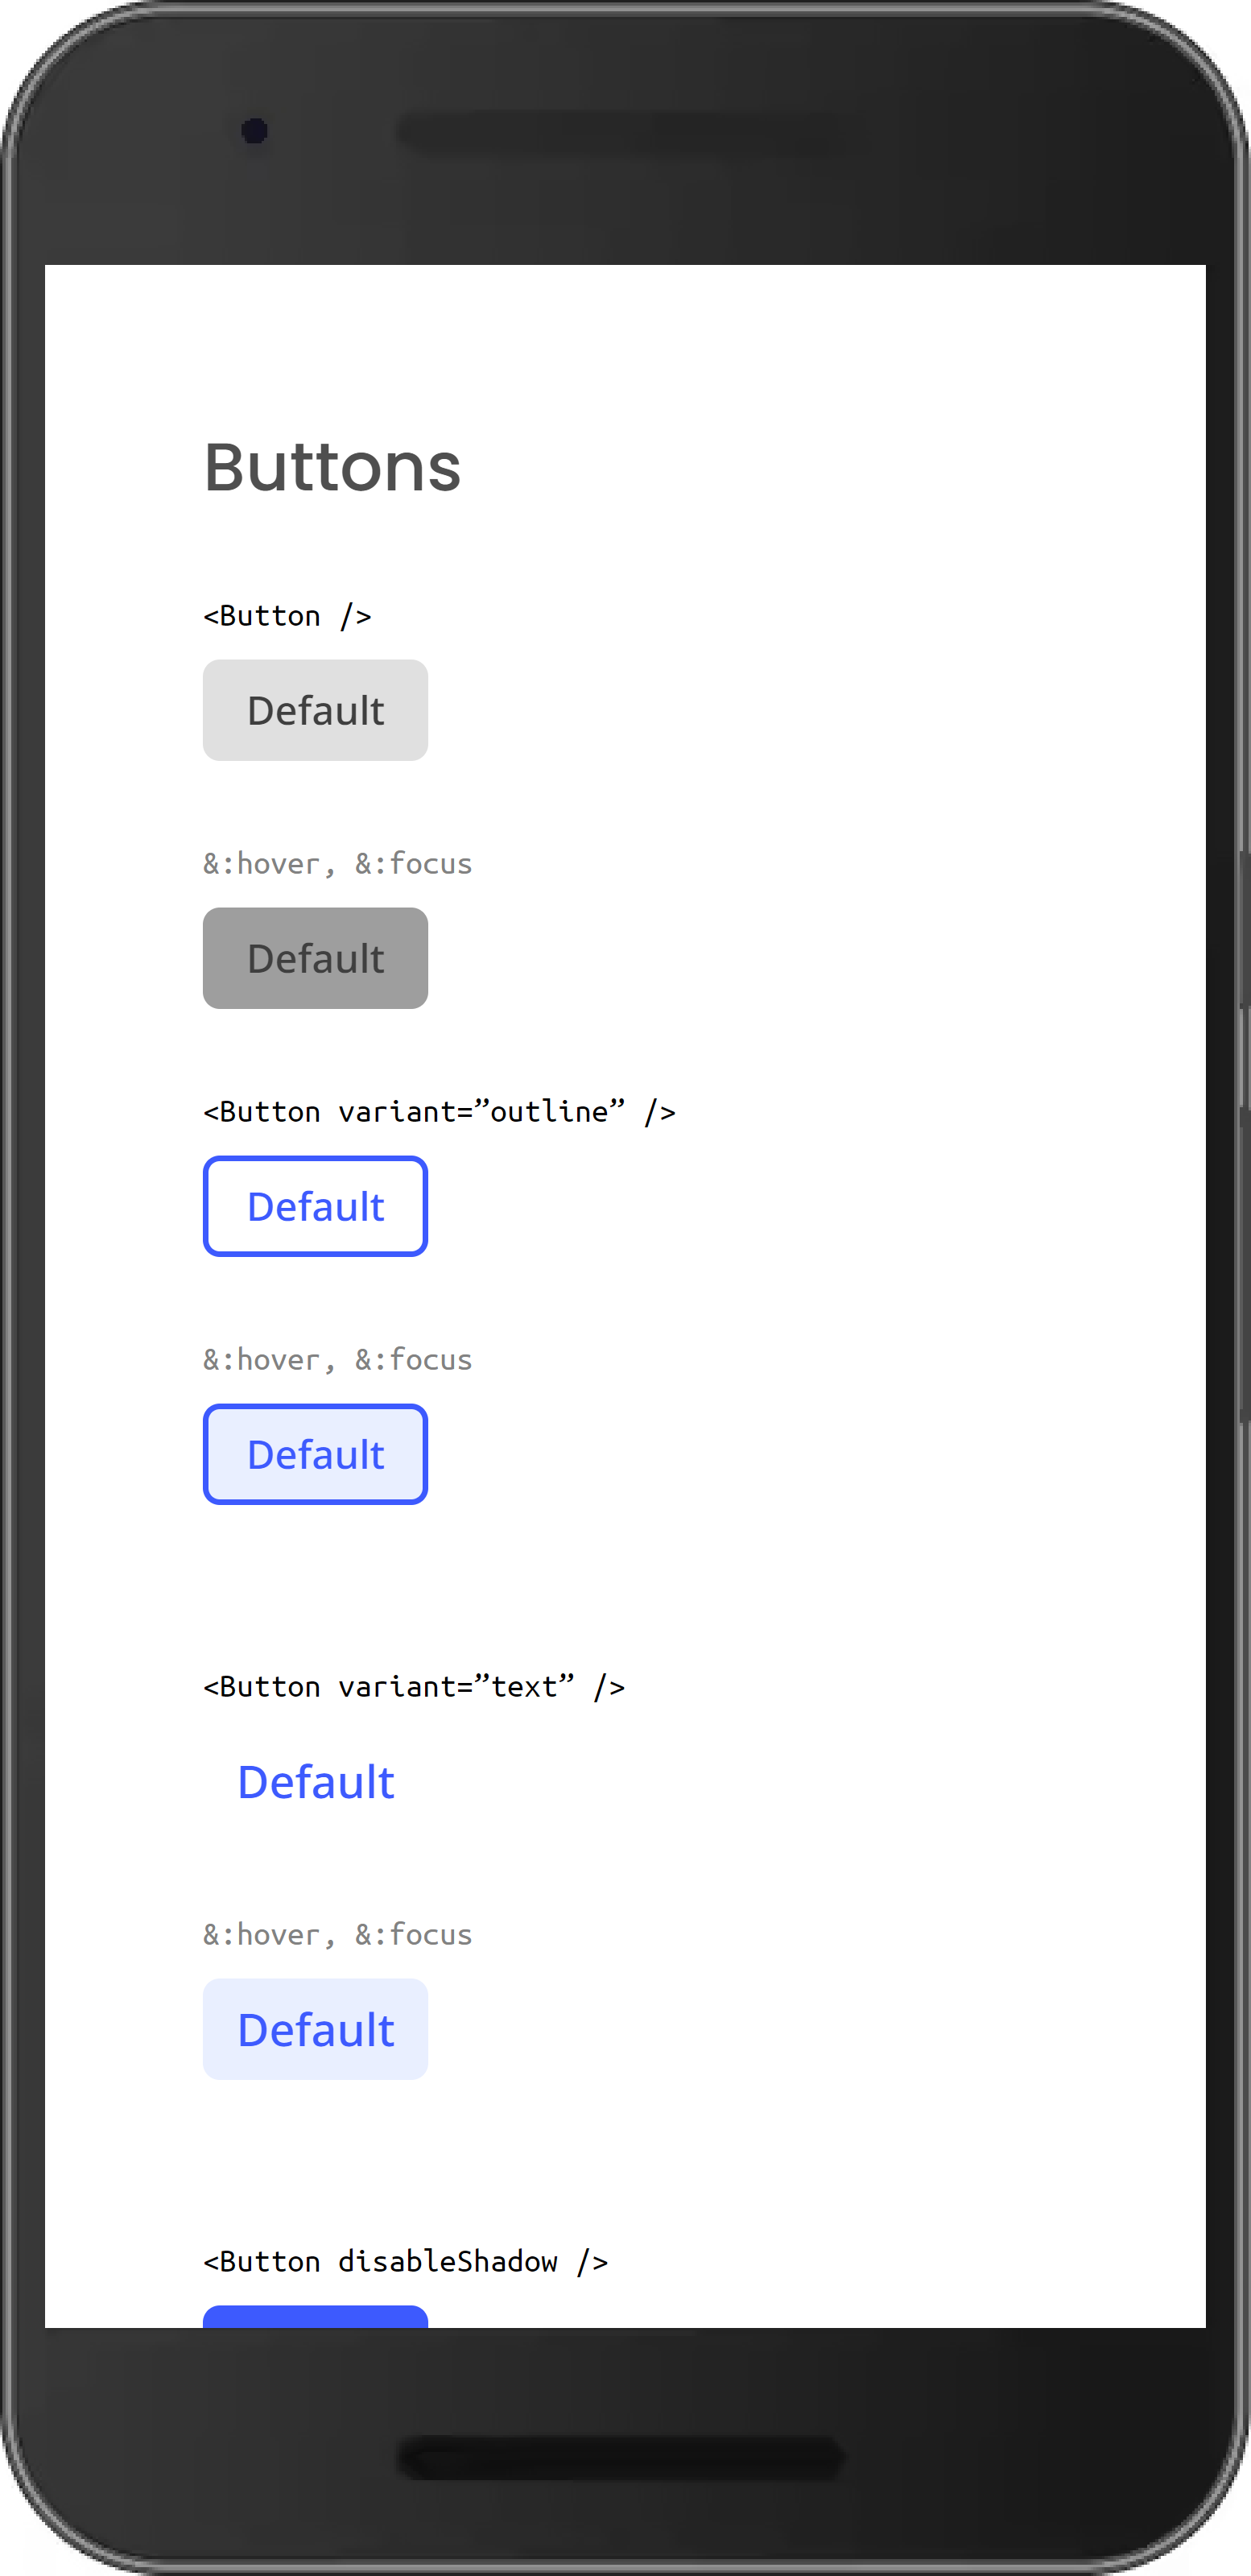 Buttons
<Button />
Default
&:hover, &:focus
Default
<Button variant=”outline” />
Default
&:hover, &:focus
Default
<Button variant=”text” />
Default
&:hover, &:focus
Default
<Button disableShadow />